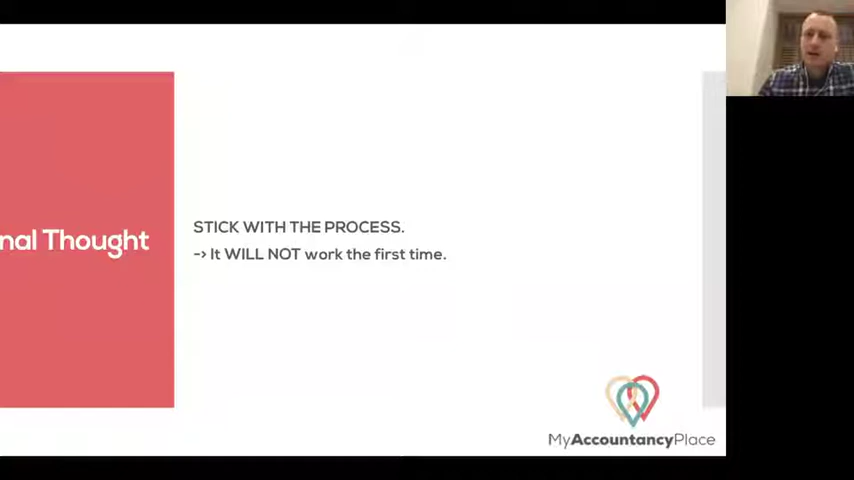 nal Thought
STICK WITH THE PROCESS.
-> It WILL NOT work the first time.
MyAccountancyPlace